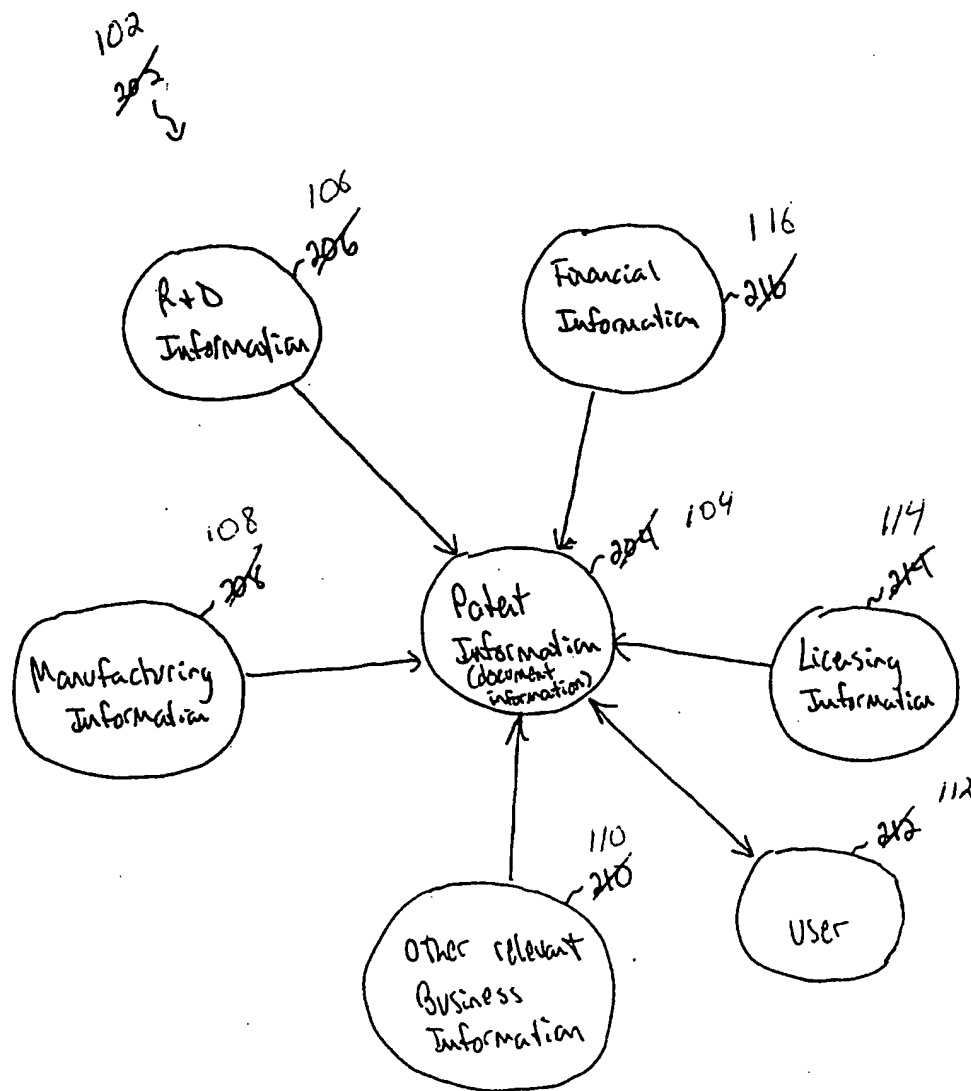 102
202
106
206
R+D
Information
116
216
Financial
Information
108
208
Manufacturing
Information
204 104
Patent
Information
(document
information)
114
214
Licensing
Information
110
210
Other relevant
Business
Information
212 112
User